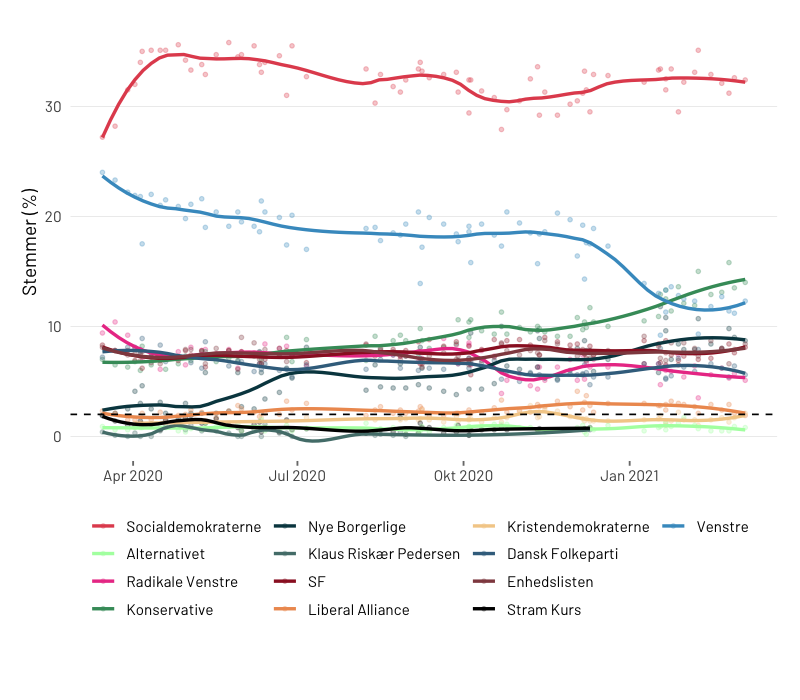 Stemmer (%)
30
20
10
0
Apr 2020 Jul 2020 Okt 2020 Jan 2021
Socialdemokraterne Nye Borgerlige Kristendemokraterne Venstre
Alternativet Klaus Riskær Pedersen Dansk Folkeparti
Radikale Venstre SF Enhedslisten
Konservative Liberal Alliance Stram Kurs